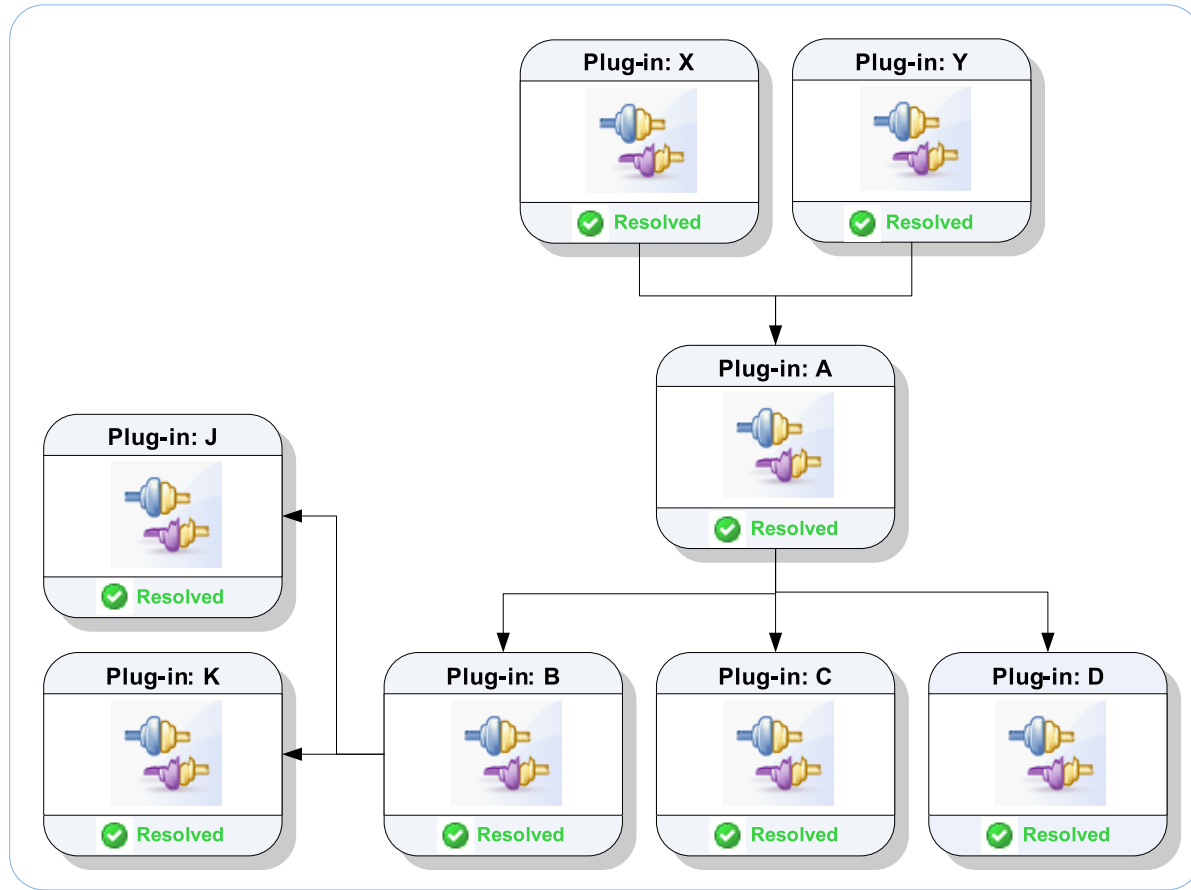 Plug-in: X
Resolved
Plug-in: Y
Resolved
Plug-in: A
Resolved
Plug-in: J
Resolved
Plug-in: K
Resolved
Plug-in: B
Resolved
Plug-in: C
Resolved
Plug-in: D
Resolved